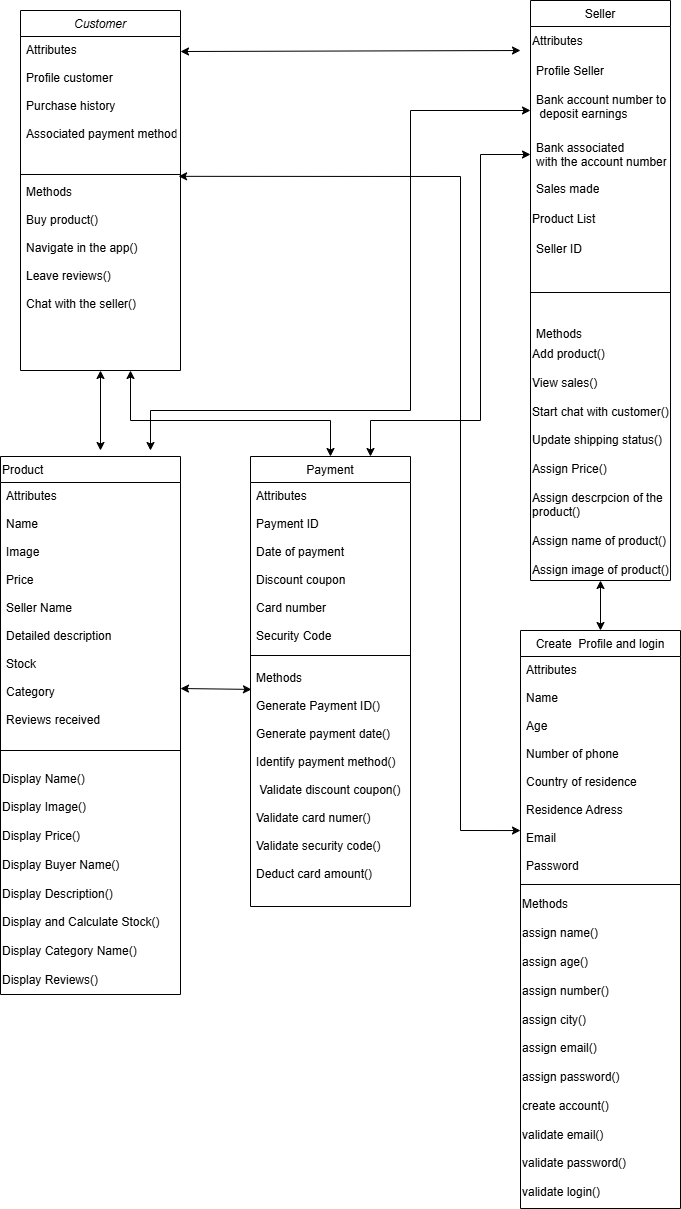 Customer
Attributes
Profile customer
Purchase history
Associated payment method
Methods
Buy product()
Navigate in the app()
Leave reviews()
Chat with the seller()
Seller
Attributes
Profile Seller
Bank account number to
deposit earnings
Bank associated
with the account number
Sales made
Product List
Seller ID
Methods
Add product()
View sales()
Start chat with customer()
Update shipping status()
Assign Price()
Assign descrpcion of the
product()
Assign name of product()
Assign image of product()
Product
Attributes
Name
Image
Price
Seller Name
Detailed description
Stock
Category
Reviews received
Display Name()
Display Image()
Display Price()
Display Buyer Name()
Display Description()
Display and Calculate Stock()
Display Category Name()
Display Reviews()
Payment
Attributes
Payment ID
Date of payment
Discount coupon
Card number
Security Code
Methods
Generate Payment ID()
Generate payment date()
Identify payment method()
Validate discount coupon()
Validate card numer()
Validate security code()
Deduct card amount()
Create Profile and login
Attributes
Name
Age
Number of phone
Country of residence
Residence Adress
Email
Password
Methods
assign name()
assign age()
assign number()
assign city()
assign email()
assign password()
create account()
validate email()
validate password()
validate login()